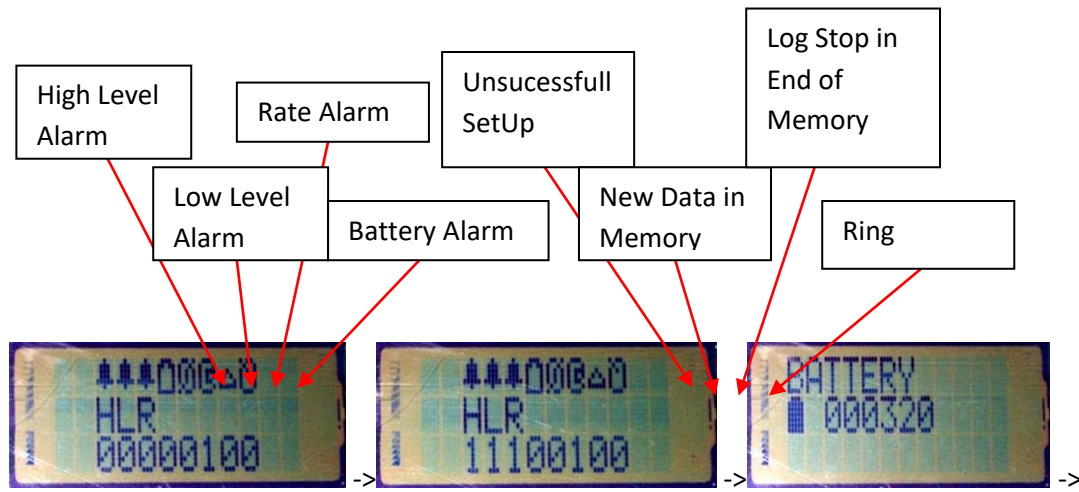 High Level
Alarm
Rate Alarm
Unsucessfull
SetUp
Log Stop in
End of
Memory
Low Level
Alarm
Battery Alarm
New Data in
Memory
Ring
HLR
00000100
->
HLR
11100100
->
BATTERY
000320
->